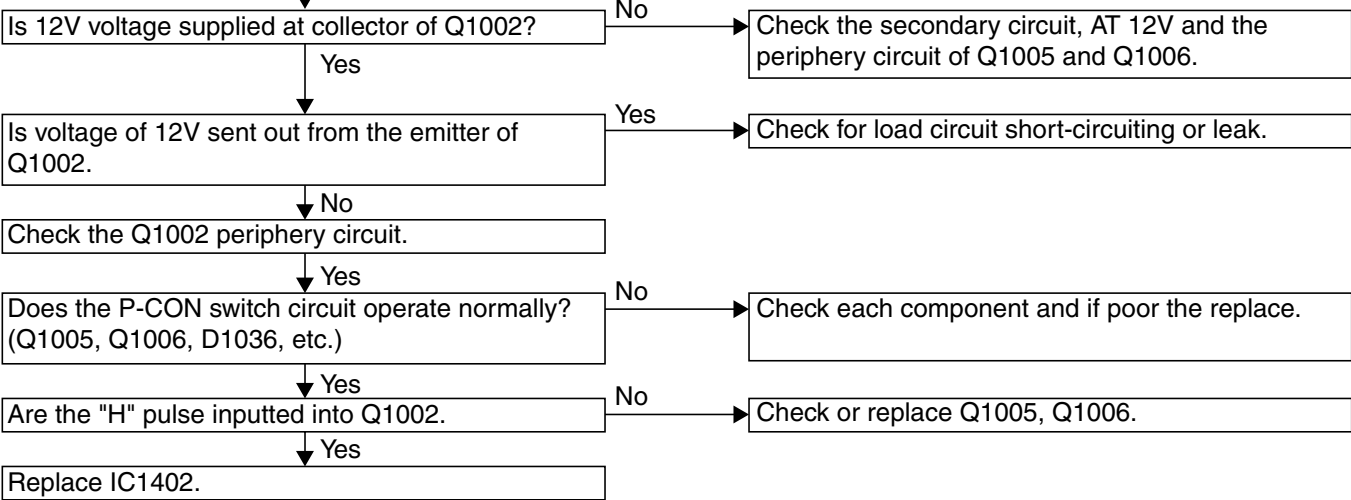 Is 12V voltage supplied at collector of Q1002?
No
Check the secondary circuit, AT 12V and the
periphery circuit of Q1005 and Q1006.
Yes
Is voltage of 12V sent out from the emitter of
Q1002.
Yes
Check for load circuit short-circuiting or leak.
No
Check the Q1002 periphery circuit.
Yes
Does the P-CON switch circuit operate normally?
(Q1005, Q1006, D1036, etc.)
No
Check each component and if poor the replace.
Yes
Are the "H" pulse inputted into Q1002.
No
Check or replace Q1005, Q1006.
Yes
Replace IC1402.